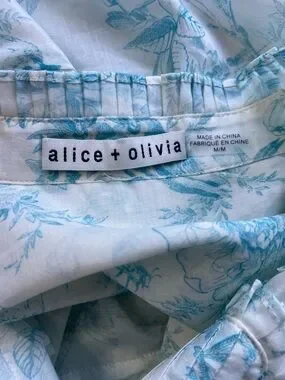 alice + olivia
MADE IN CHINA
FABRIQUÉ EN CHINE
M/M